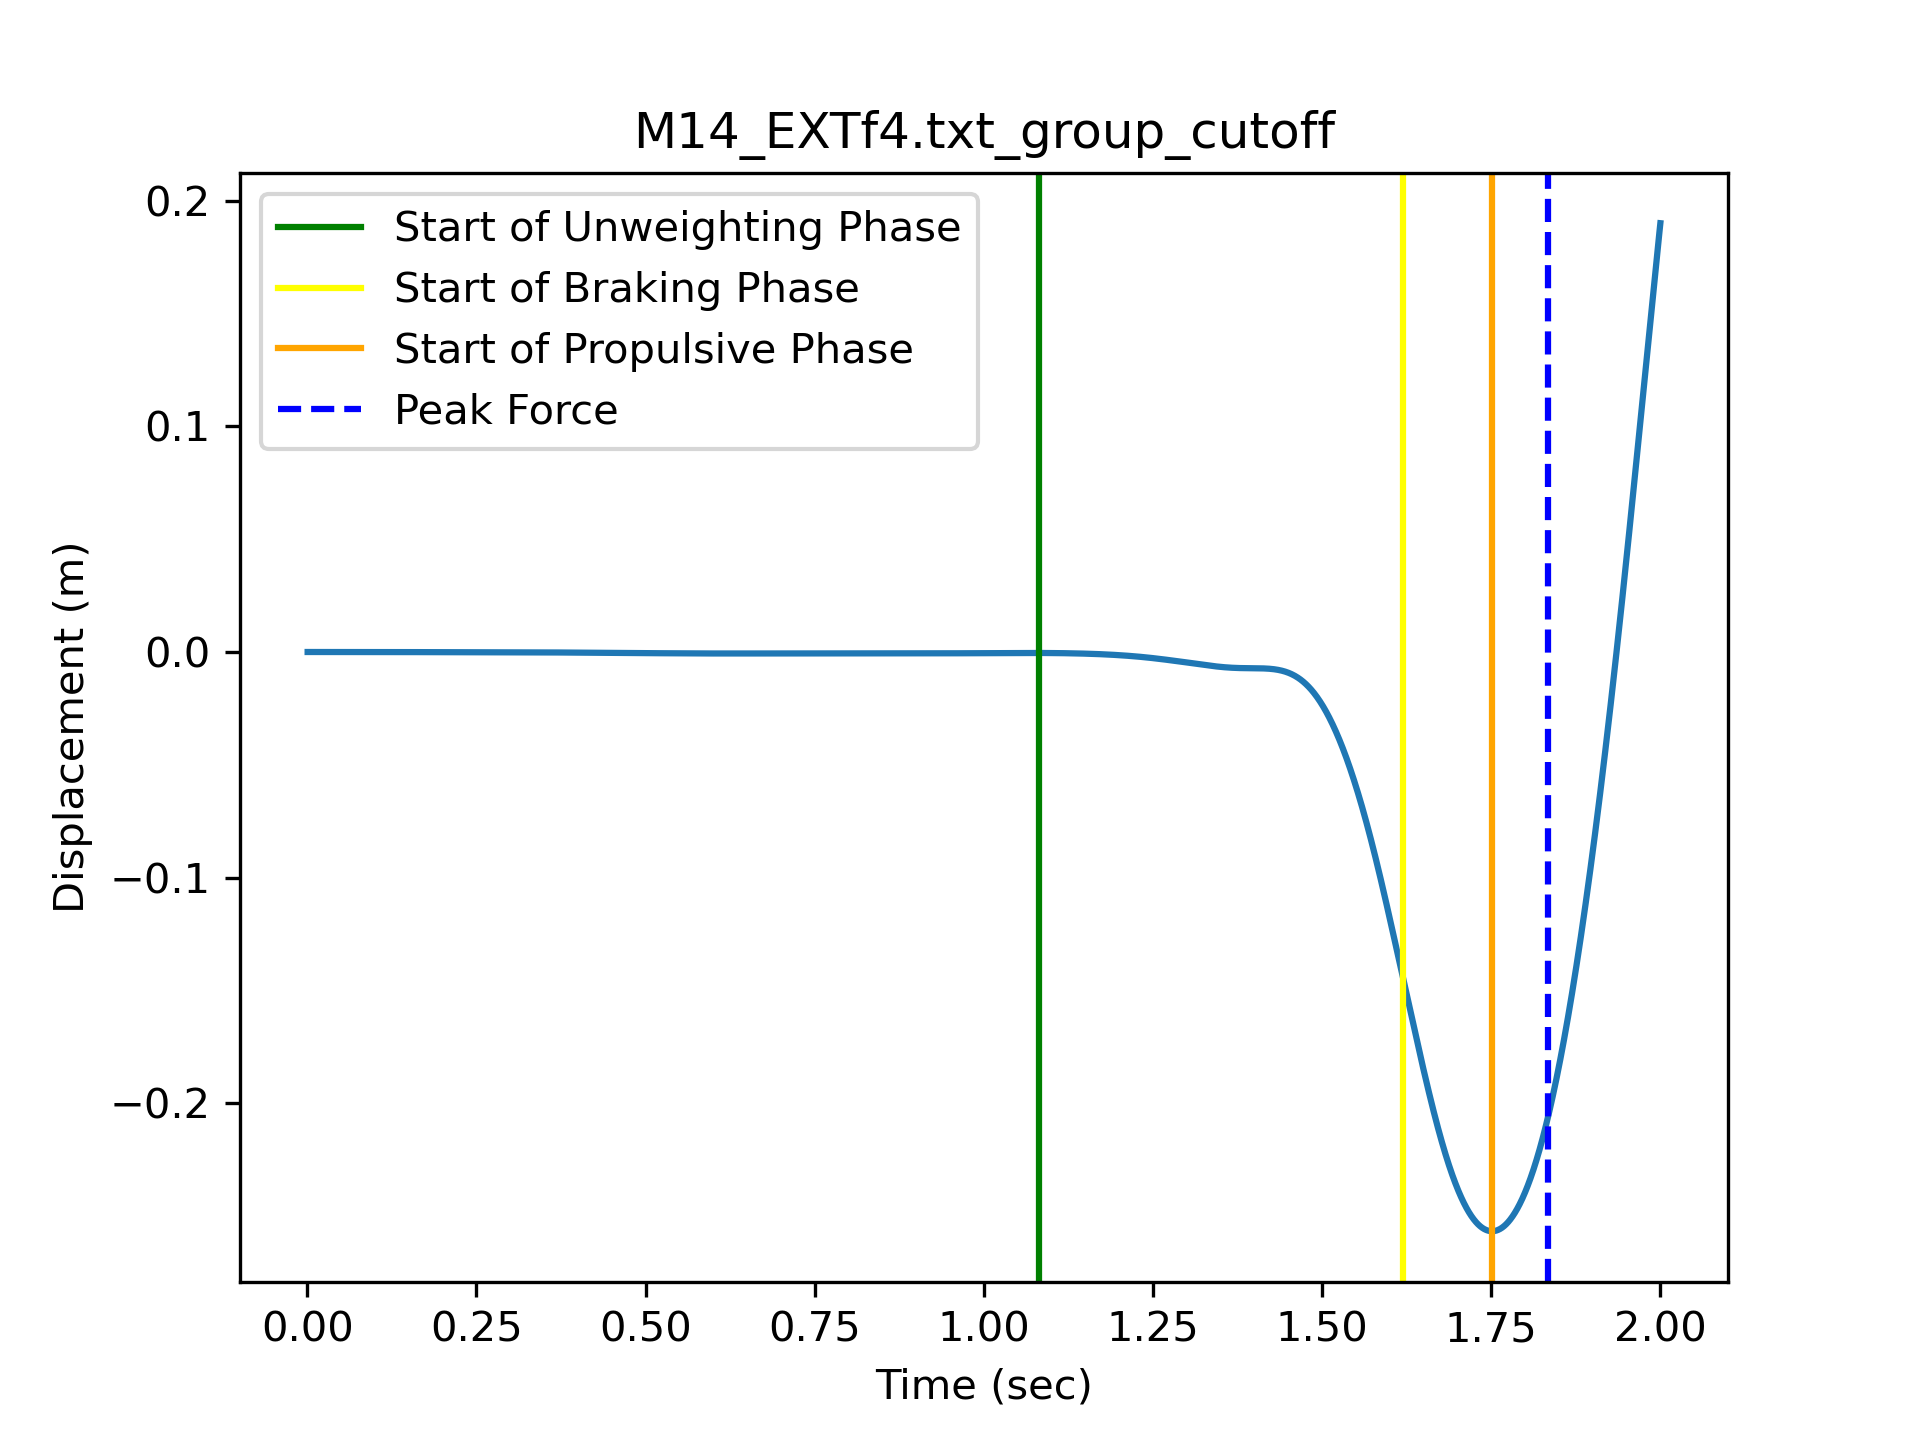 M14_EXTf4.txt_group_cutoff
Start of Unweighting Phase
Start of Braking Phase
Start of Propulsive Phase
Peak Force
0.2
0.1
0.0
−0.1
−0.2
Displacement (m)
0.00 0.25 0.50 0.75 1.00 1.25 1.50 1.75 2.00
Time (sec)